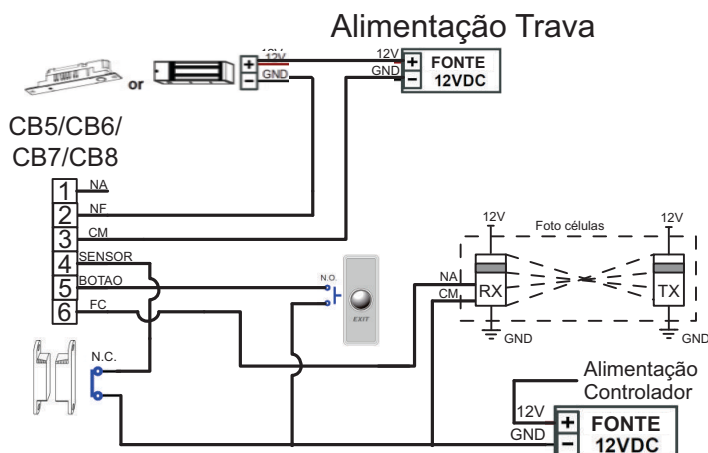 Alimentação Trava
12V
12V
GND
or
12V
GND
+
-
+
-
FONTE
12VDC
CB5/CB6/
CB7/CB8
1 NA
2 NF
3 CM
4 SENSOR
5 BOTAO
6 FC
N.O.
EXIT
N.C.
12V
Foto células
12V
NA
CM
RX
TX
GND
GND
Alimentação
Controlador
12V
GND
+
-
FONTE
12VDC